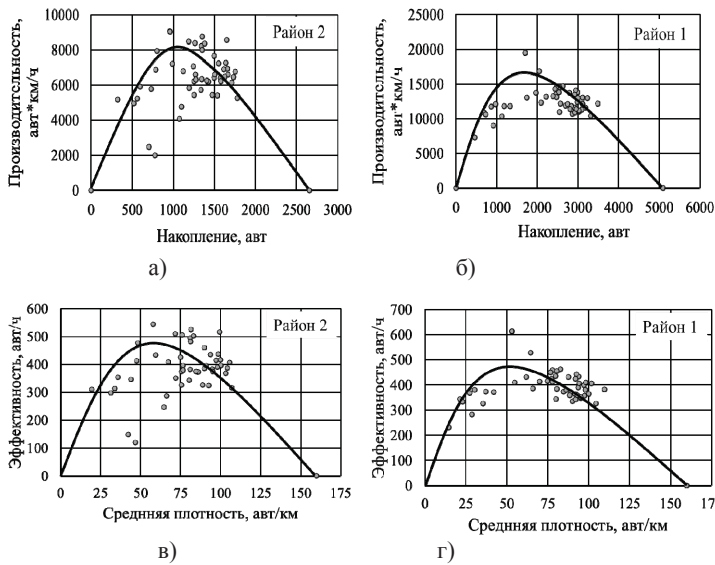 Производительность,
авт*км/ч
10000
8000
6000
4000
2000
0
Район 2
0 500 1000 1500 2000 2500 3000
Накопление, авт
а)
Производительность,
авт*км/ч
25000
20000
15000
10000
5000
0
Район 1
0 1000 2000 3000 4000 5000 6000
Накопление, авт
б)
Эффективность, авт/ч
600
500
400
300
200
100
0
Район 2
0 25 50 75 100 125 150 175
Среднняя плотность, авт/км
в)
Эффективность, авт/ч
700
600
500
400
300
200
100
0
Район 1
0 25 50 75 100 125 150 17
Среднняя плотность, авт/км
г)